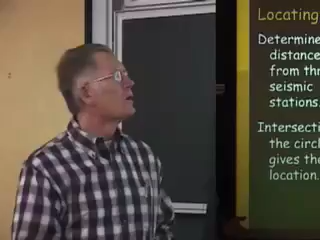 Locating
Determine
distance
from thr
seismic
stations.
Intersecti
the circl
gives the
location.